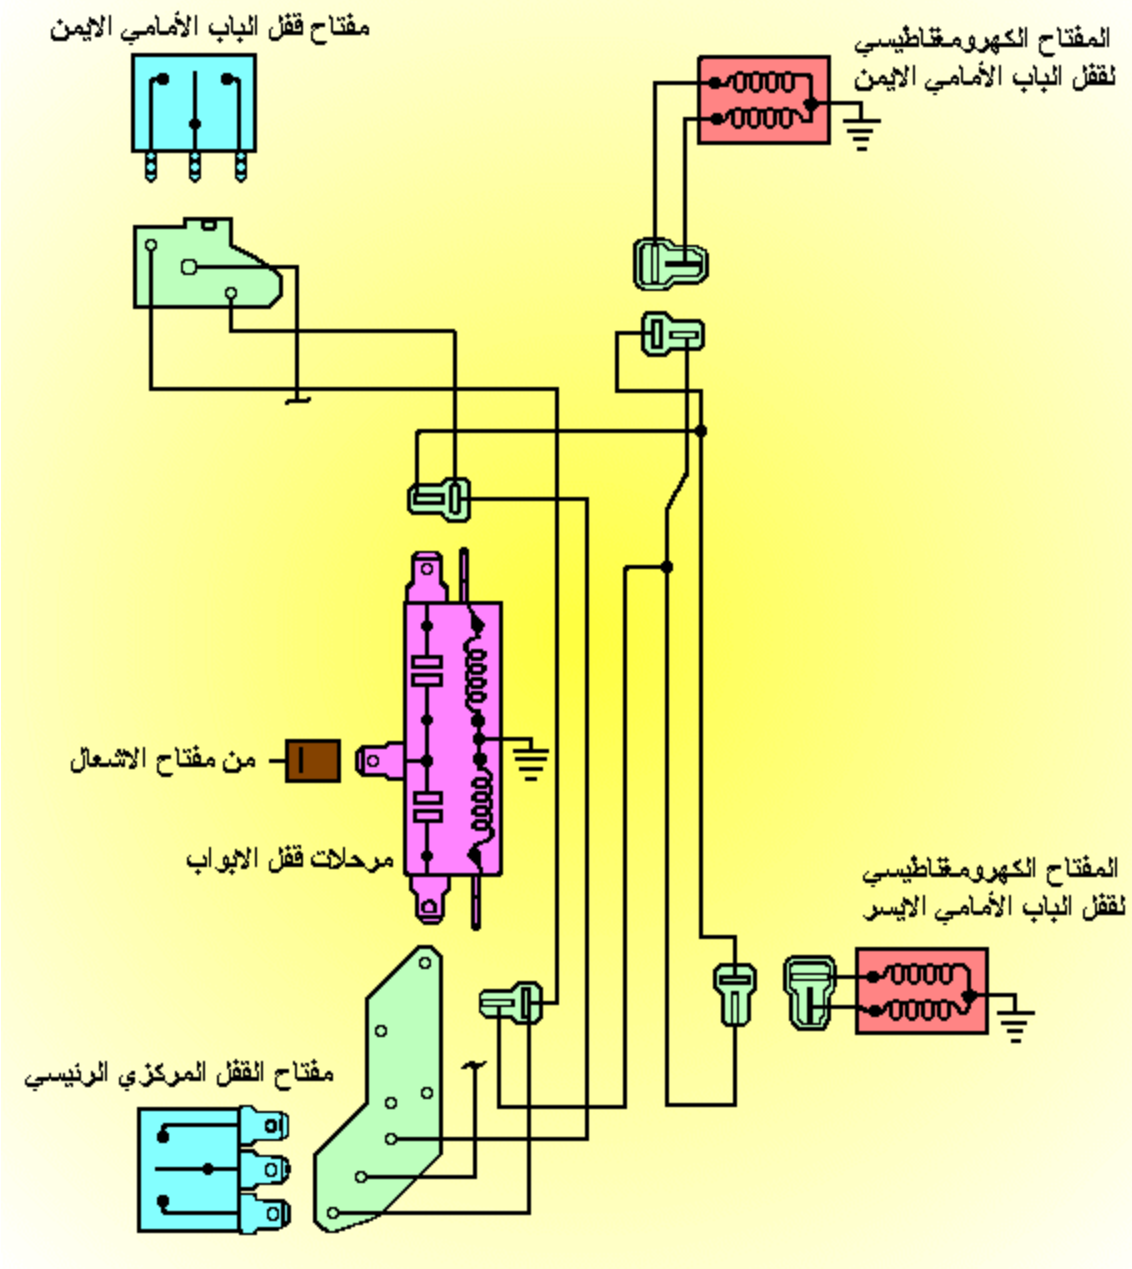 مفتاح قفل الباب الأمامي الايمن
المفتاح الكهرومغناطيسي
لقفل الباب الأمامي الايمن
من مفتاح الاشعال
مرحلات قفل الابواب
المفتاح الكهرومغناطيسي
لقفل الباب الأمامي الايسر
مفتاح القفل المركزي الرئيسي